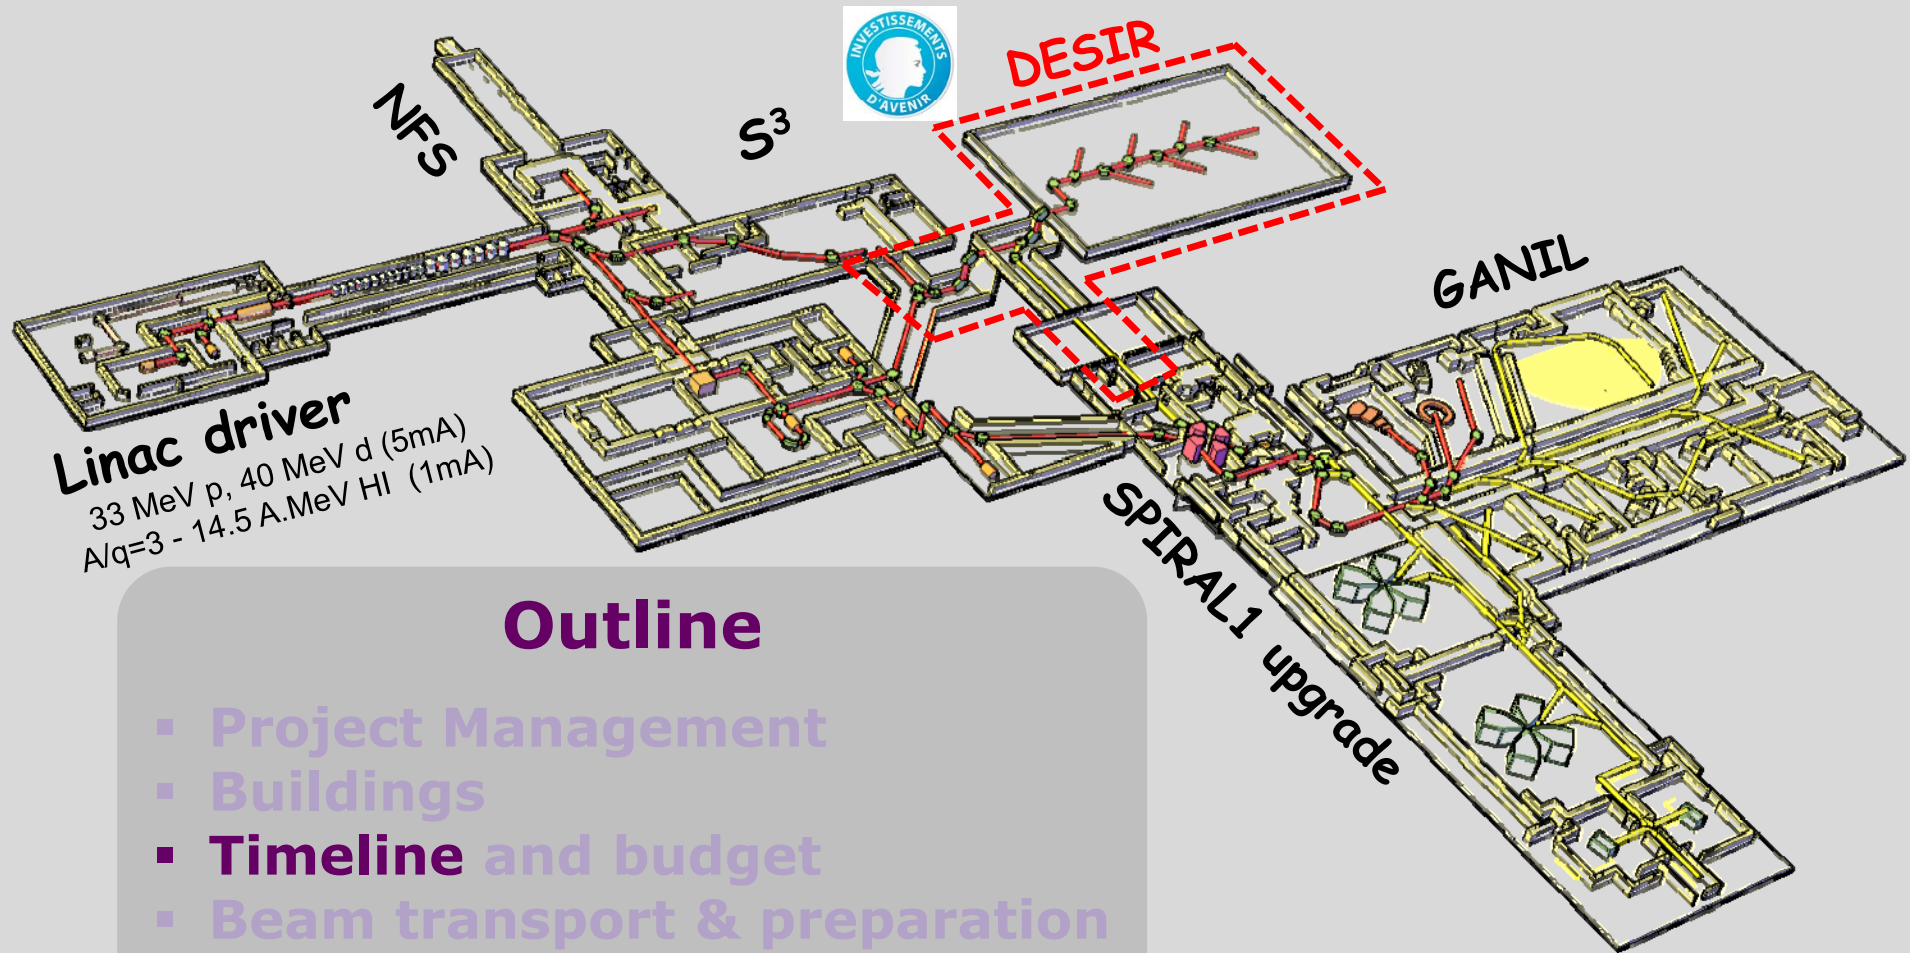 INVESTISSEMENTS
D'AVENIR
DESIR
NFS
S³
GANIL
Linac driver
33 MeV p, 40 MeV d (5mA)
A/q=3 - 14.5 A.MeV HI (1mA)
SPIRAL1 upgrade
Outline
▪ Project Management
▪ Buildings
▪ Timeline and budget
▪ Beam transport & preparation